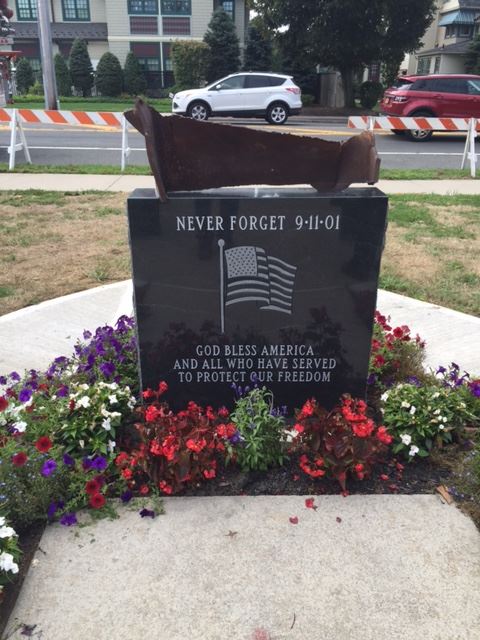 NEVER FORGET 9·11·01
GOD BLESS AMERICA
AND ALL WHO HAVE SERVED
TO PROTECT OUR FREEDOM